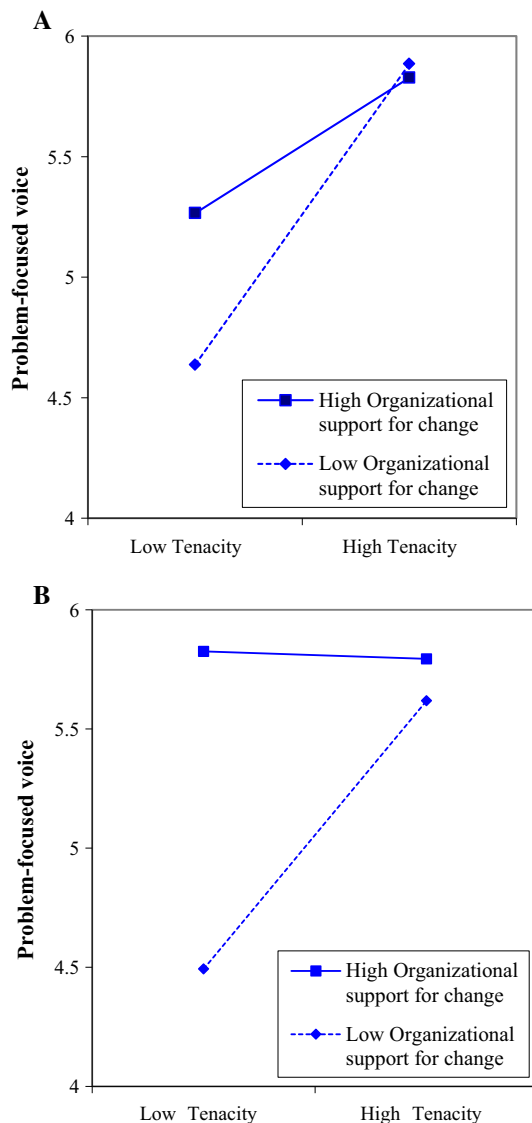 A
6
5.5
5
4.5
4
Problem-focused voice
High Organizational
support for change
Low Organizational
support for change
Low Tenacity
High Tenacity
B
6
5.5
5
4.5
4
Problem-focused voice
High Organizational
support for change
Low Organizational
support for change
Low Tenacity
High Tenacity